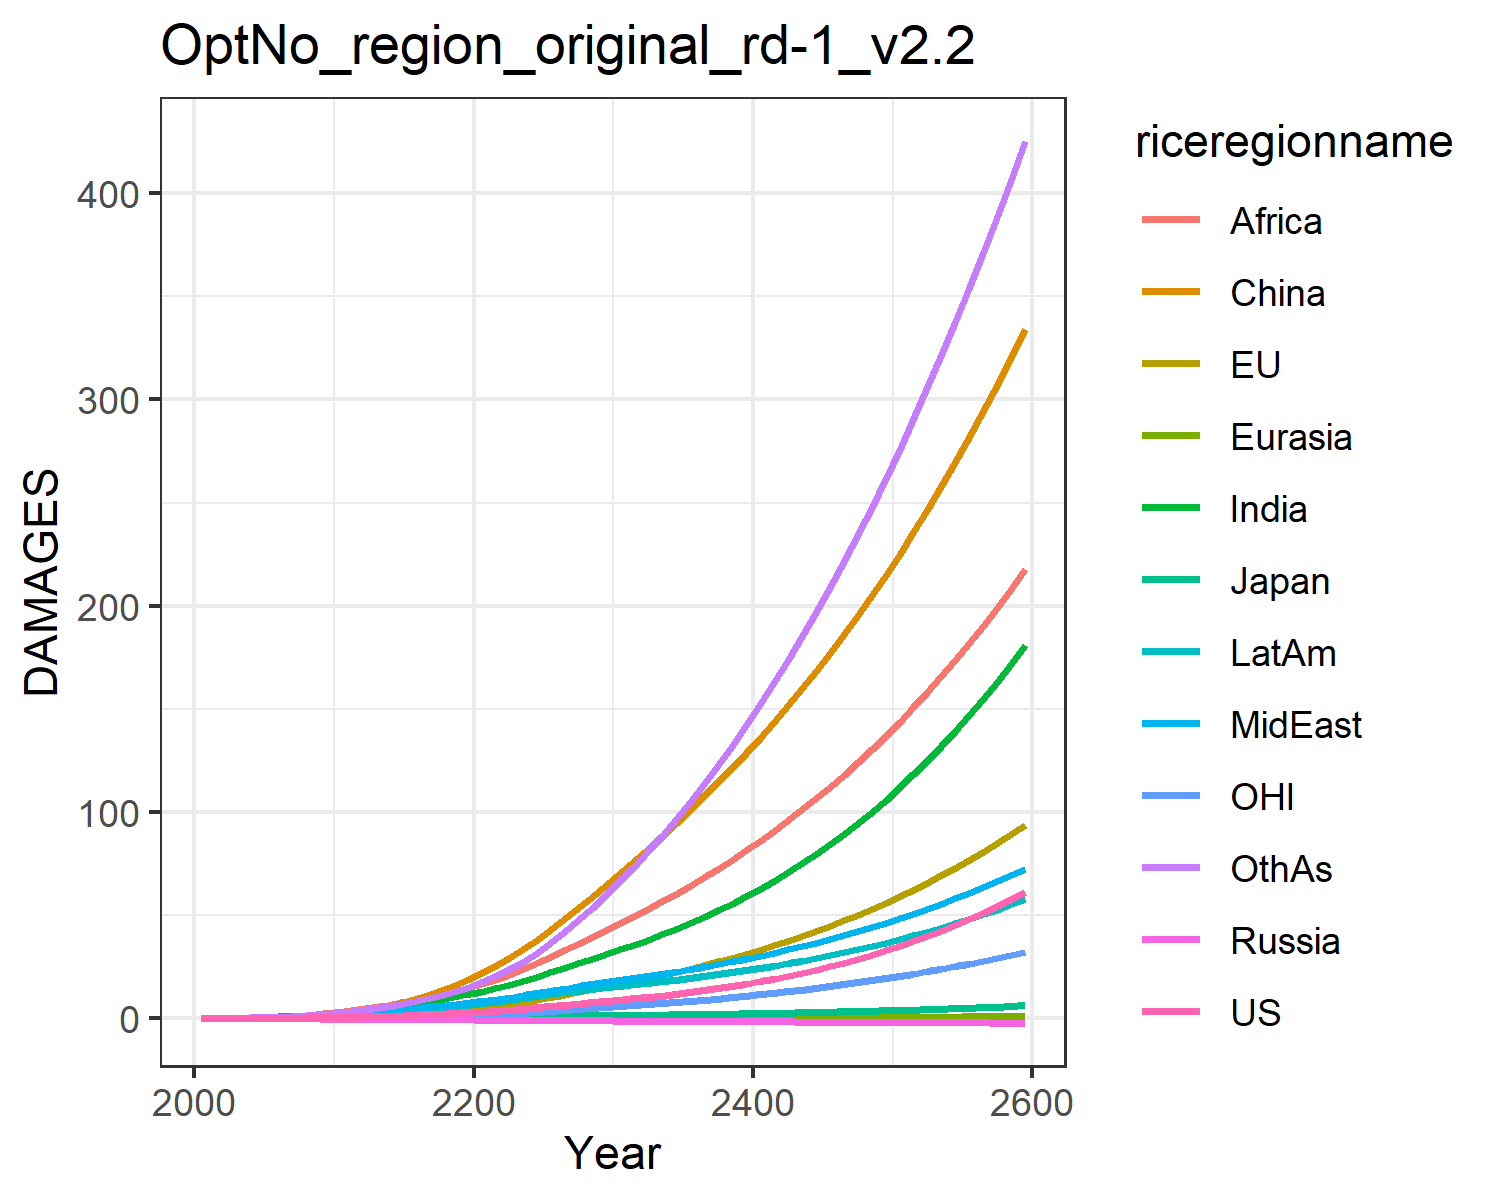 OptNo_region_original_rd-1_v2.2
DAMAGES
400
300
200
100
0
2000 2200 2400 2600
Year
riceregionname
Africa
China
EU
Eurasia
India
Japan
LatAm
MidEast
OHI
OthAs
Russia
US